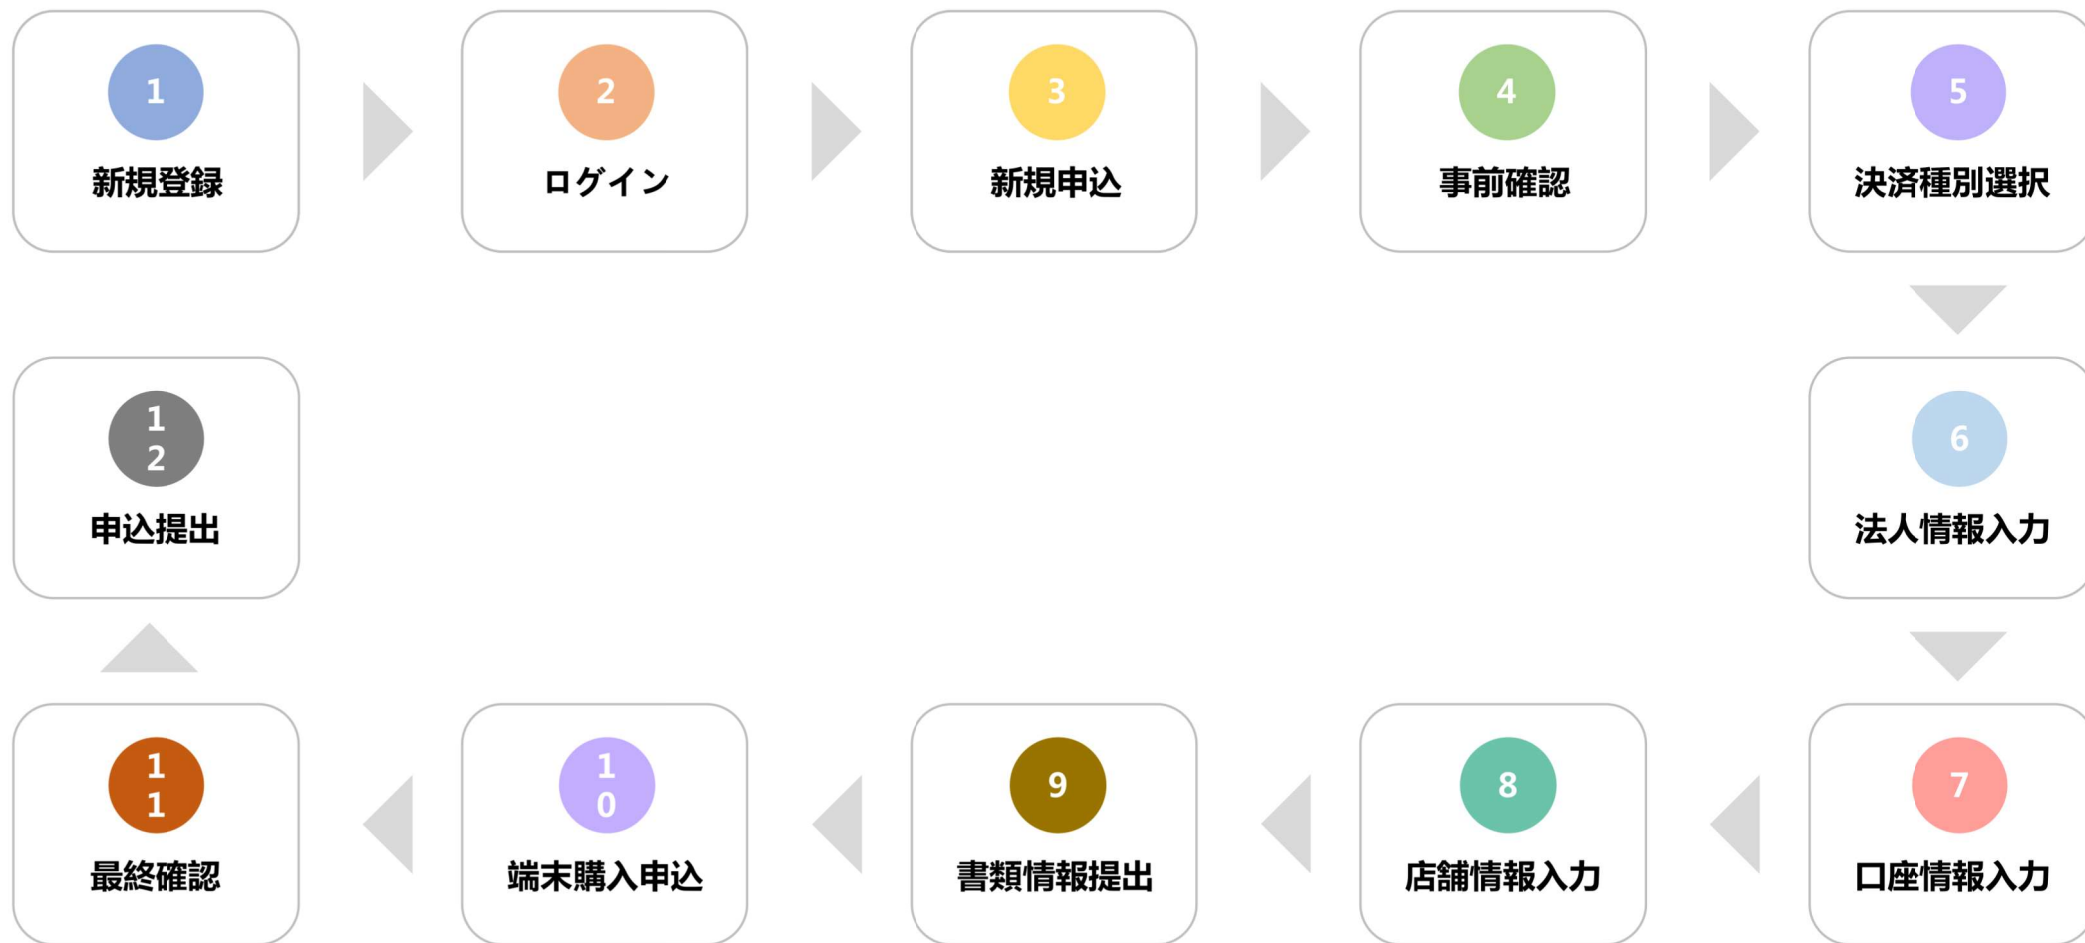 1
新規登録
2
ログイン
3
新規申込
4
事前確認
5
決済種別選択
6
法人情報入力
7
口座情報入力
8
店舗情報入力
9
書類情報提出
1
0
端末購入申込
1
1
最終確認
1
2
申込提出